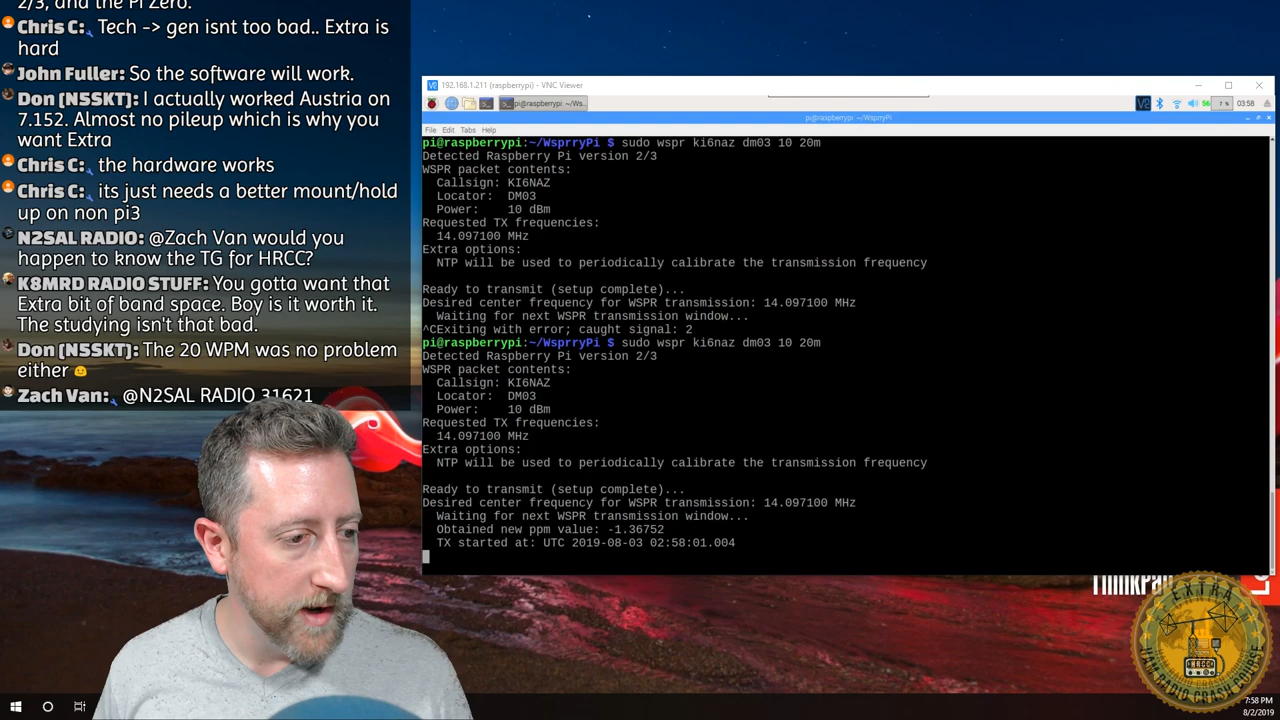 2/3, and the Pi Zero.
Chris C: Tech -> gen isnt too bad.. Extra is
hard
John Fuller: So the software will work.
Don (N5SKT): I actually worked Austria on
7.152. Almost no pileup which is why you
want Extra
Chris C: the hardware works
Chris C: its just needs a better mount/hold
up on non pi3
N2SAL RADIO: @Zach Van would you
happen to know the TG for HRCC?
K8MRD RADIO STUFF: You gotta want that
Extra bit of band space. Boy is it worth it.
The studying isn't that bad.
Don (N5SKT): The 20 WPM was no problem
either
Zach Van: @N2SAL RADIO 31621
192.168.1.211 (raspberrypi) - VNC Viewer
pi@raspberrypi: ~/Ws...
56
7 %
03:58
pi@raspberrypi: ~/WsprryPi
File Edit Tabs Help
pi@raspberrypi:~/WsprryPi $ sudo wspr ki6naz dm03 10 20m
Detected Raspberry Pi version 2/3
WSPR packet contents:
Callsign: KI6NAZ
Locator: DM03
Power: 10 dBm
Requested TX frequencies:
14.097100 MHz
Extra options:
NTP will be used to periodically calibrate the transmission frequency
Ready to transmit (setup complete)...
Desired center frequency for WSPR transmission: 14.097100 MHz
Waiting for next WSPR transmission window...
^CExiting with error; caught signal: 2
pi@raspberrypi:~/WsprryPi $ sudo wspr ki6naz dm03 10 20m
Detected Raspberry Pi version 2/3
WSPR packet contents:
Callsign: KI6NAZ
Locator: DM03
Power: 10 dBm
Requested TX frequencies:
14.097100 MHz
Extra options:
NTP will be used to periodically calibrate the transmission frequency
Ready to transmit (setup complete)...
Desired center frequency for WSPR transmission: 14.097100 MHz
Waiting for next WSPR transmission window...
Obtained new ppm value: -1.36752
TX started at: UTC 2019-08-03 02:58:01.004
EXTRA
HRCC
HAM RADIO CRASH COURSE
7:58 PM
8/2/2019